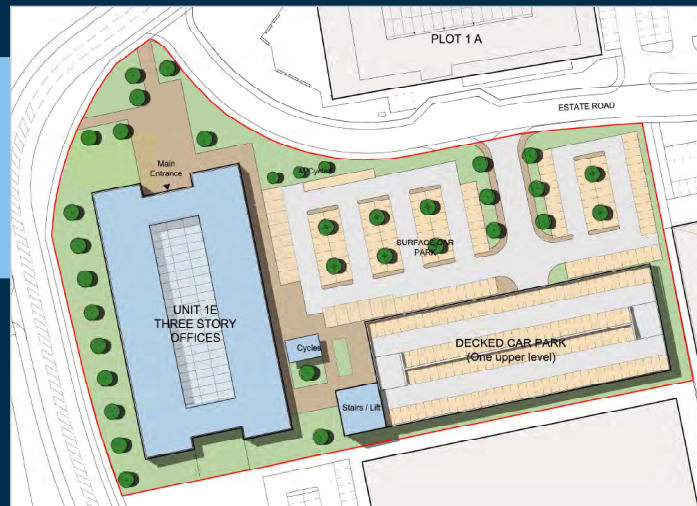 PLOT 1 A
ESTATE ROAD
Main
Entrance
SURFACE CAR
PARK
UNIT 1E
THREE STORY
OFFICES
Cycles
DECKED CAR PARK
(One upper level)
Stairs / Lift